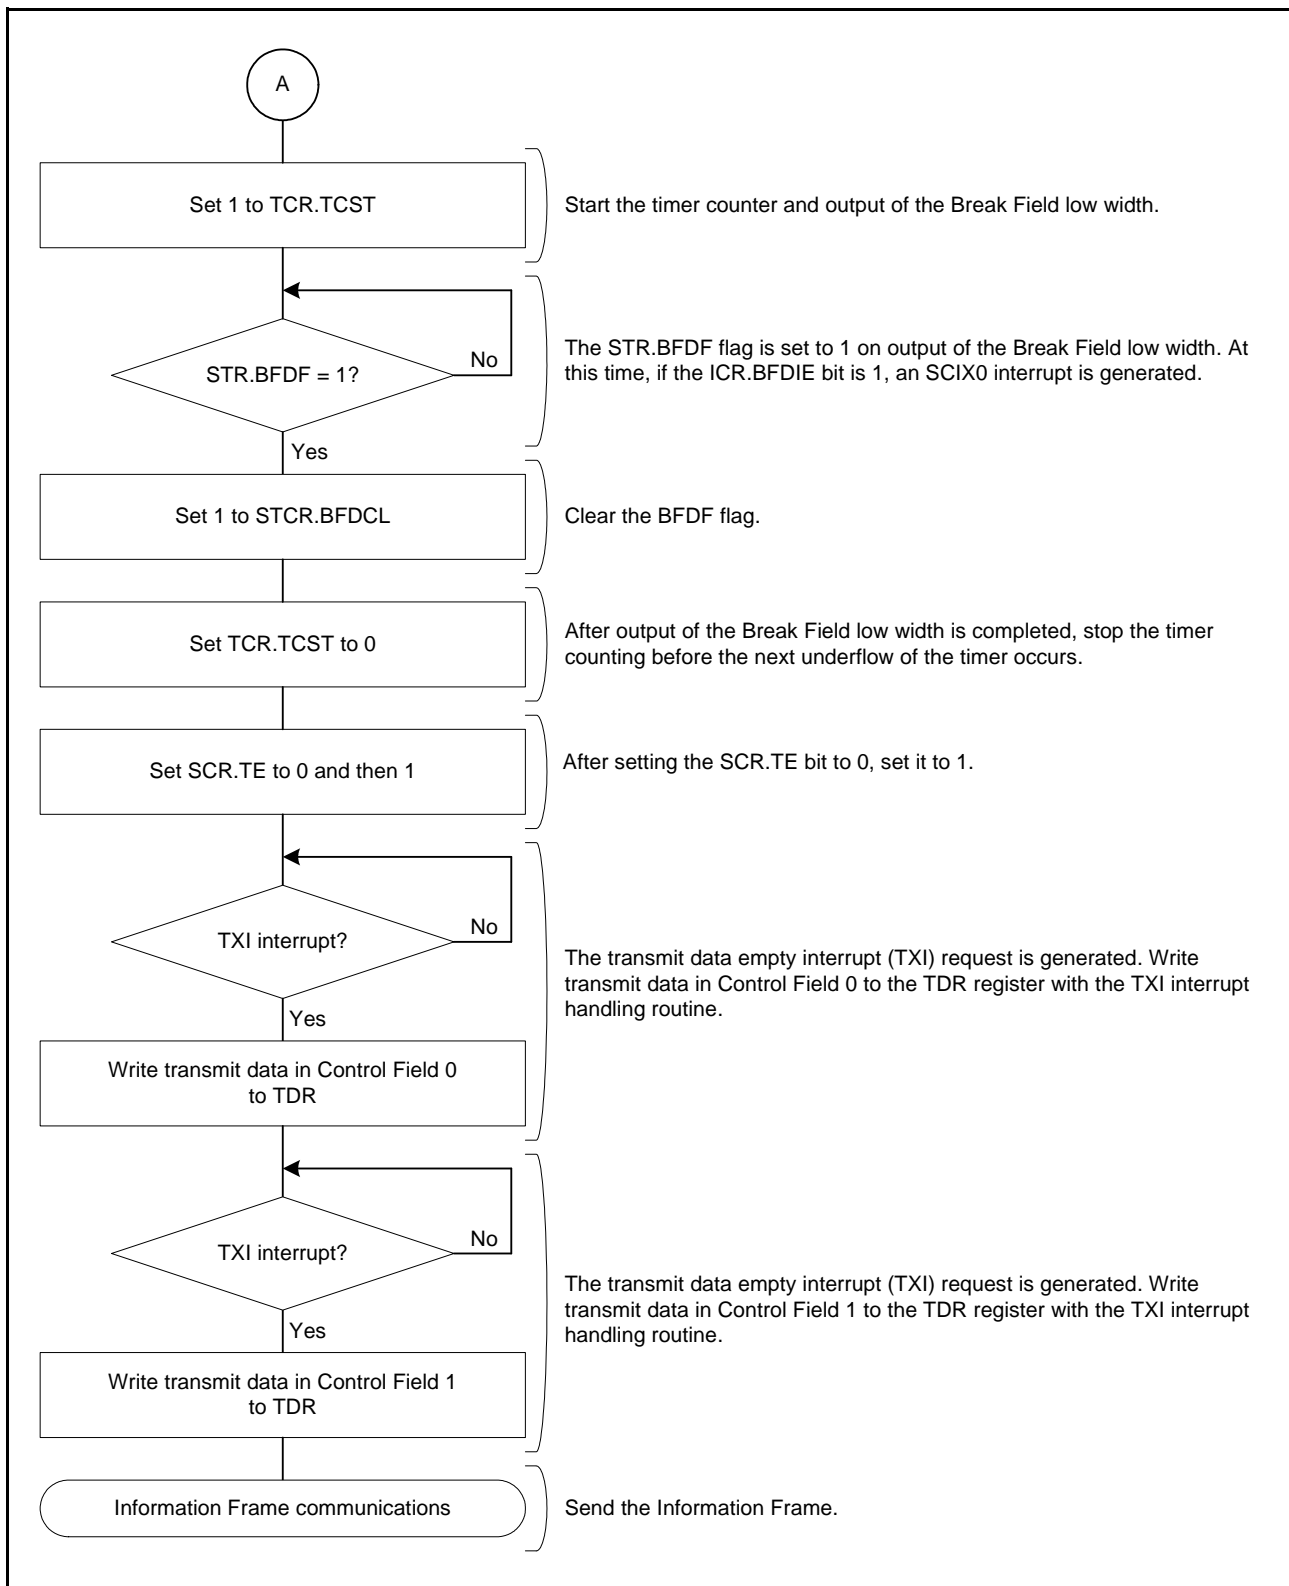 A
Set 1 to TCR.TCST
Start the timer counter and output of the Break Field low width.
STR.BFDF = 1?
No
The STR.BFDF flag is set to 1 on output of the Break Field low width. At
this time, if the ICR.BFDIE bit is 1, an SCIX0 interrupt is generated.
Yes
Set 1 to STCR.BFDCL
Clear the BFDF flag.
Set TCR.TCST to 0
After output of the Break Field low width is completed, stop the timer
counting before the next underflow of the timer occurs.
Set SCR.TE to 0 and then 1
After setting the SCR.TE bit to 0, set it to 1.
TXI interrupt?
No
The transmit data empty interrupt (TXI) request is generated. Write
transmit data in Control Field 0 to the TDR register with the TXI interrupt
handling routine.
Yes
Write transmit data in Control Field 0
to TDR
TXI interrupt?
No
The transmit data empty interrupt (TXI) request is generated. Write
transmit data in Control Field 1 to the TDR register with the TXI interrupt
handling routine.
Yes
Write transmit data in Control Field 1
to TDR
Information Frame communications
Send the Information Frame.